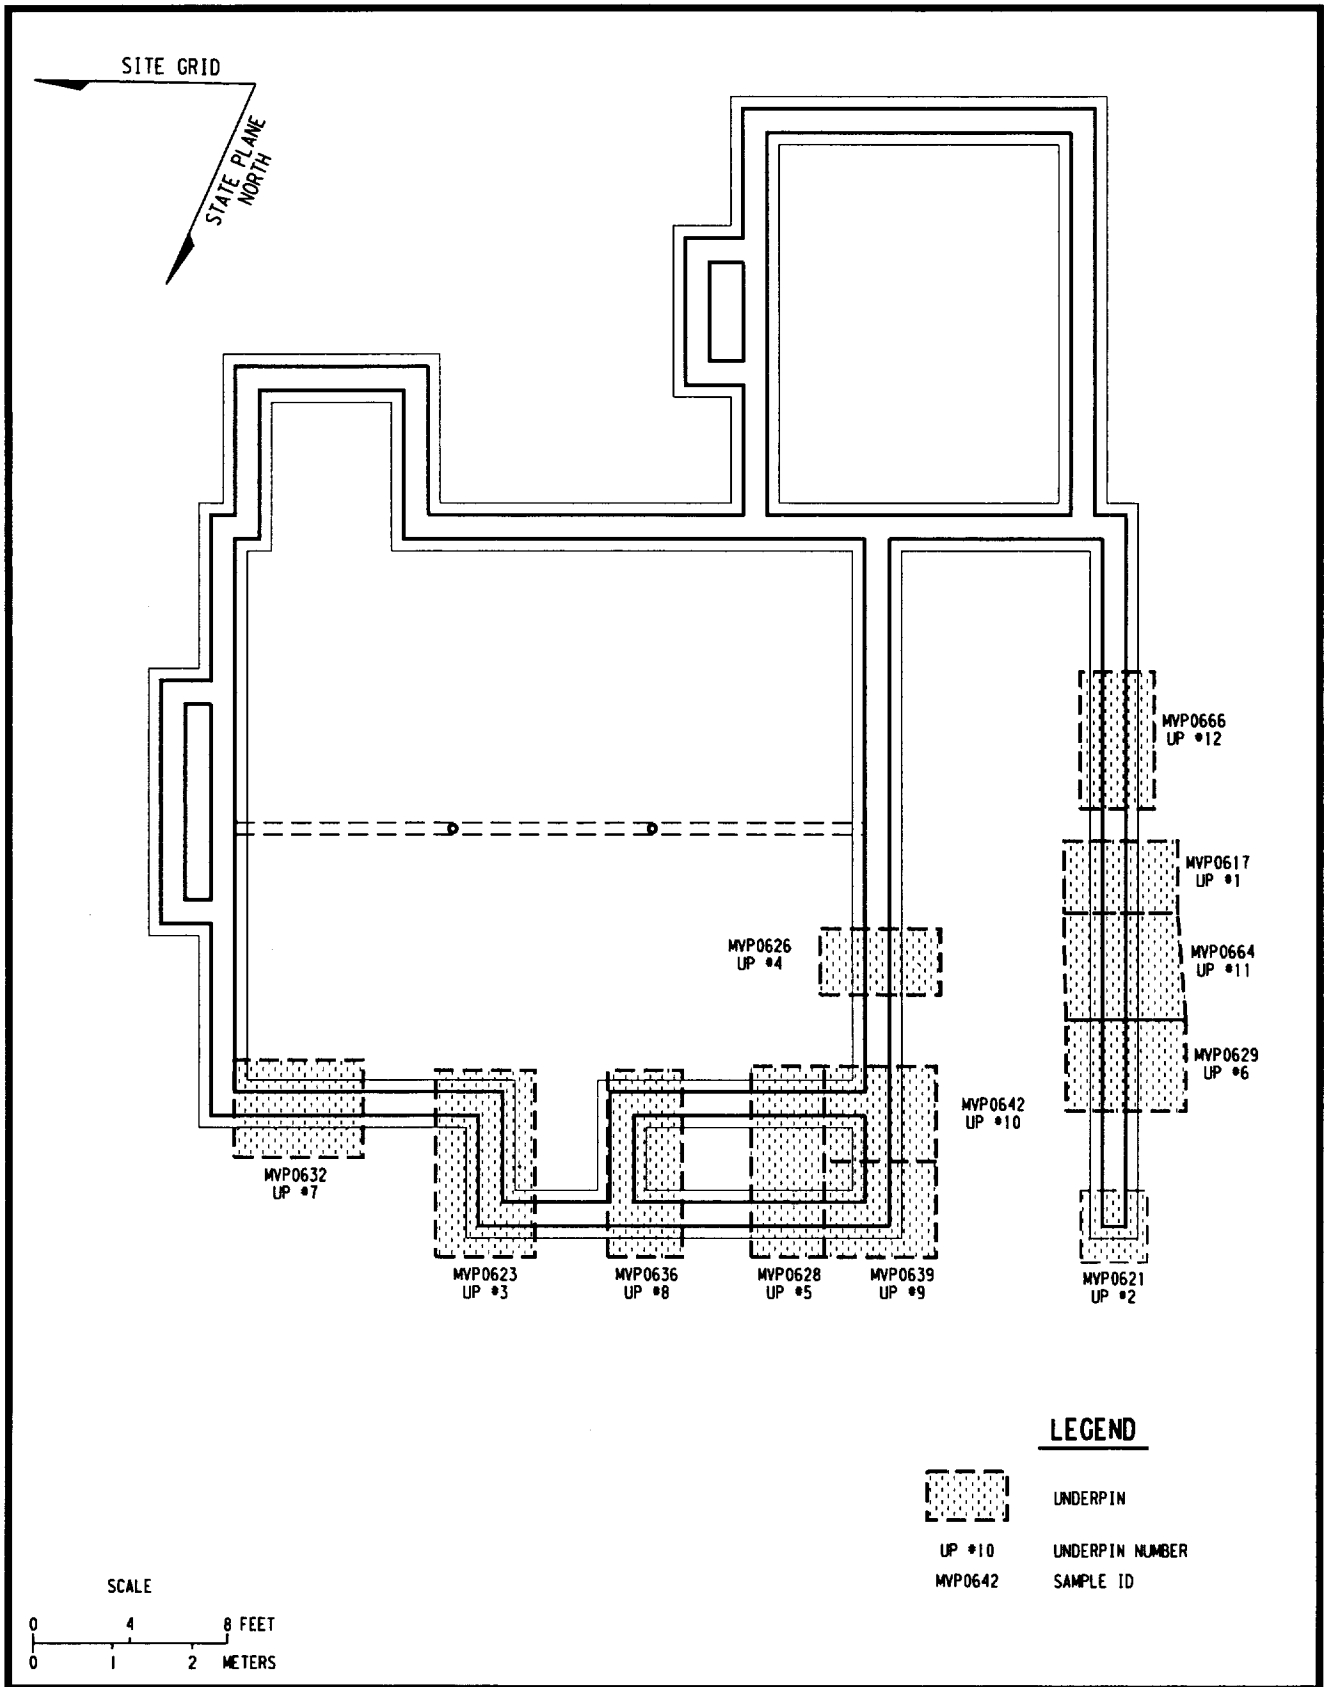 SITE GRID
STATE PLANE
NORTH
MVP0666
UP #12
MVP0617
UP #1
MVP0626
UP #4
MVP0664
UP #11
MVP0629
UP #6
MVP0642
UP #10
MVP0632
UP #7
MVP0623
UP #3
MVP0636
UP #8
MVP0628
UP #5
MVP0639
UP #9
MVP0621
UP #2
LEGEND
UNDERPIN
UP #10 UNDERPIN NUMBER
MVP0642 SAMPLE ID
SCALE
0 4 8 FEET
0 1 2 METERS